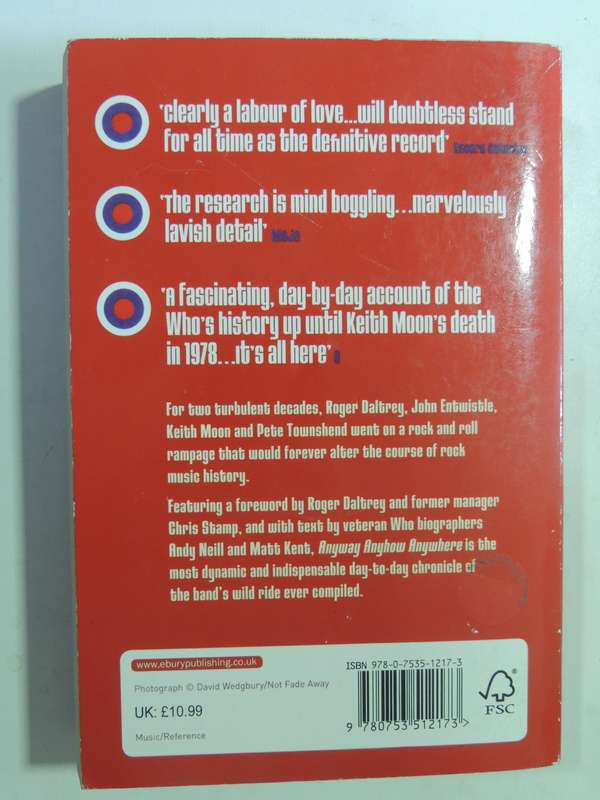 'clearly a labour of love...will doubtless stand
for all time as the definitive record' Record Collector
'The research is mind boggling...marvelously
lavish detail' Mojo
'A fascinating, day-by-day account of the
Who's history up until Keith Moon's death
in 1978...it's all here' Q
For two turbulent decades, Roger Daltrey, John Entwistle,
Keith Moon and Pete Townshend went on a rock and roll
rampage that would forever alter the course of rock
music history.
Featuring a foreword by Roger Daltrey and former manager
Chris Stamp, and with text by veteran Who biographers
Andy Neill and Matt Kent, Anyway Anyhow Anywhere is the
most dynamic and indispensable day-to-day chronicle of
the band's wild ride ever compiled.
www.eburypublishing.co.uk
Photograph © David Wedgbury/Not Fade Away
UK: £10.99
Music/Reference
ISBN 978-0-7535-1217-3
9 780753 512173 >
FSC